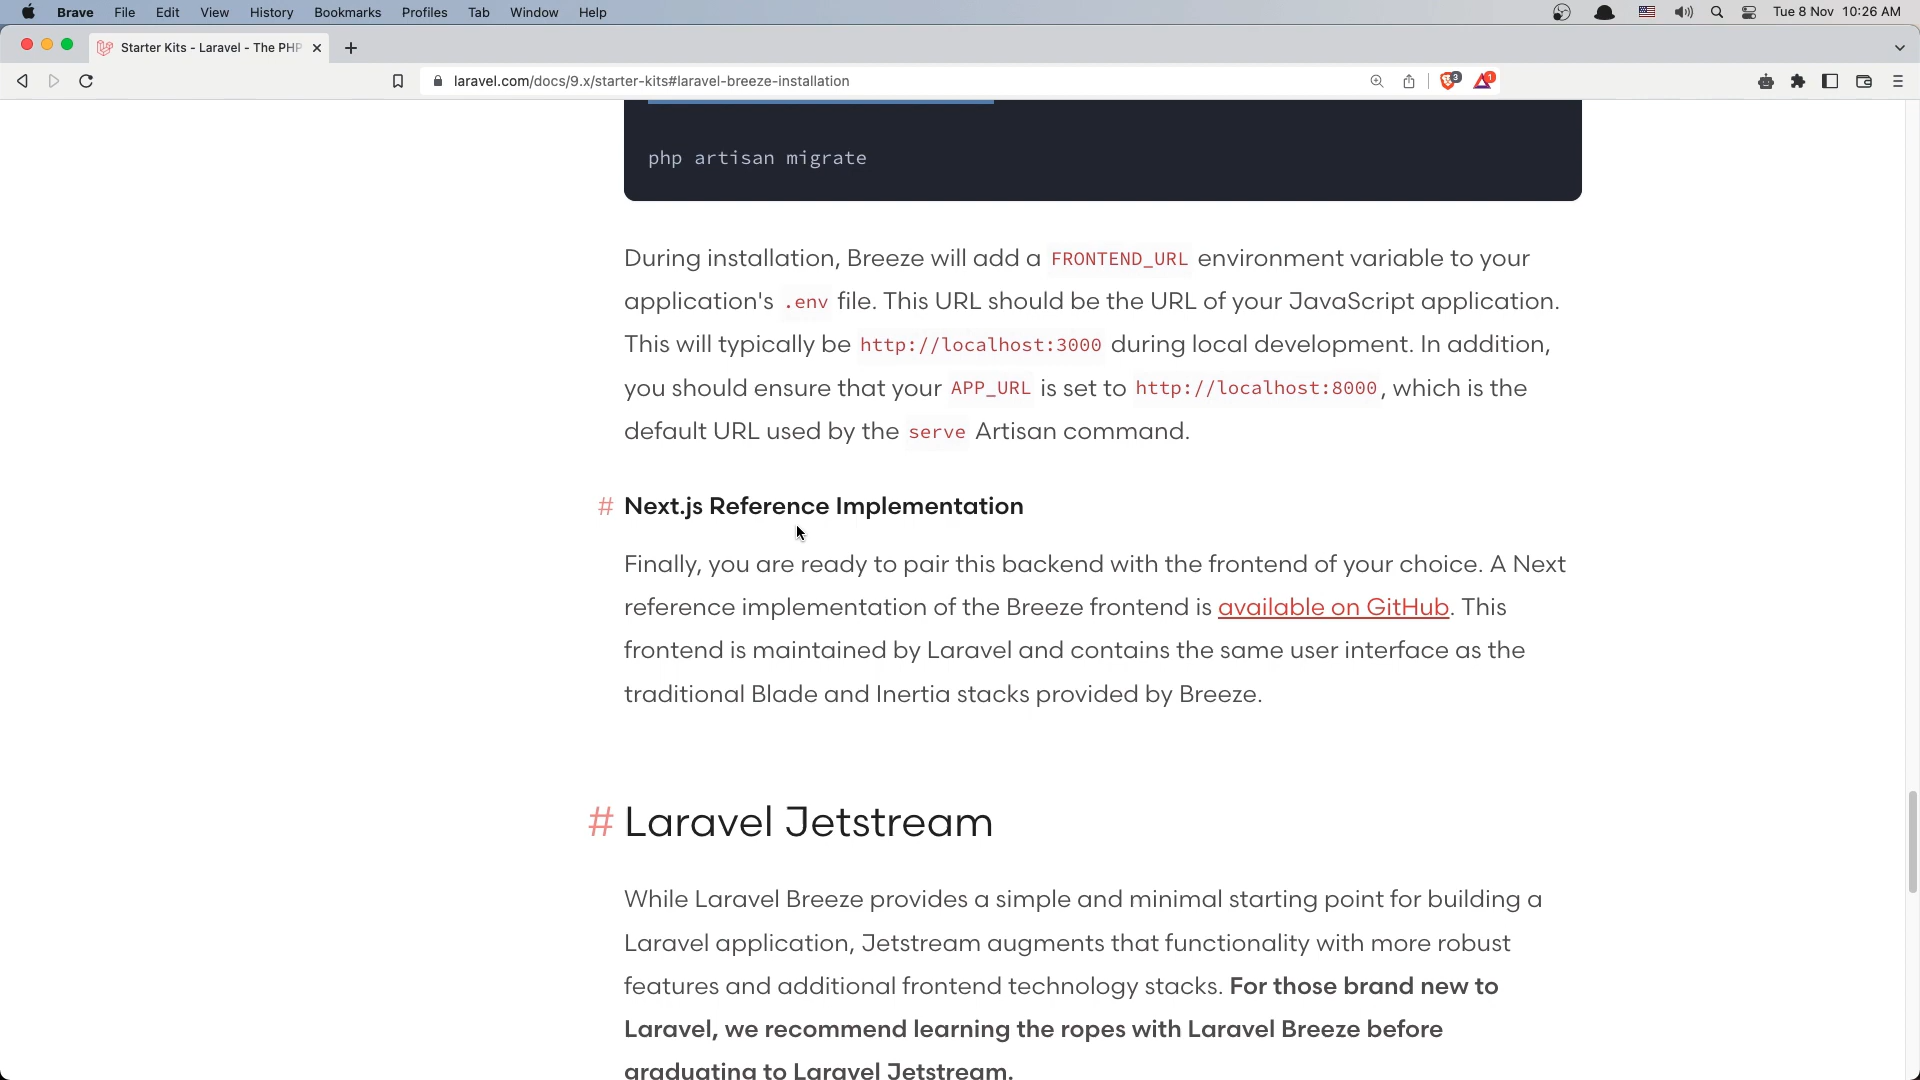 Brave File Edit View History Bookmarks Profiles Tab Window Help Tue 8 Nov 10:26 AM
Starter Kits - Laravel - The PHP
laravel.com/docs/9.x/starter-kits#laravel-breeze-installation 3 1
php artisan migrate
During installation, Breeze will add a FRONTEND_URL environment variable to your
application's .env file. This URL should be the URL of your JavaScript application.
This will typically be http://localhost:3000 during local development. In addition,
you should ensure that your APP_URL is set to http://localhost:8000, which is the
default URL used by the serve Artisan command.
# Next.js Reference Implementation
Finally, you are ready to pair this backend with the frontend of your choice. A Next
reference implementation of the Breeze frontend is available on GitHub. This
frontend is maintained by Laravel and contains the same user interface as the
traditional Blade and Inertia stacks provided by Breeze.
# Laravel Jetstream
While Laravel Breeze provides a simple and minimal starting point for building a
Laravel application, Jetstream augments that functionality with more robust
features and additional frontend technology stacks. For those brand new to
Laravel, we recommend learning the ropes with Laravel Breeze before
graduating to Laravel Jetstream.